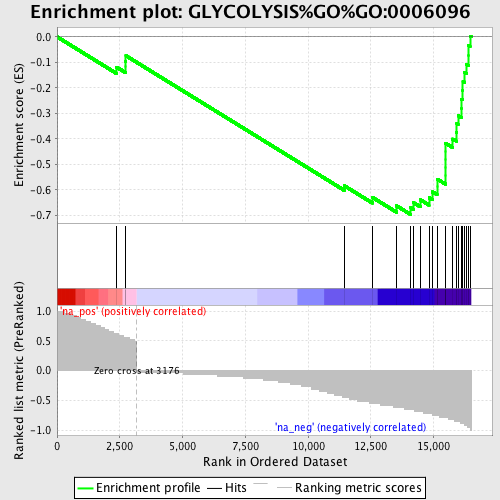 Enrichment plot: GLYCOLYSIS%GO%GO:0006096
Enrichment score (ES)
0.0
-0.1
-0.2
-0.3
-0.4
-0.5
-0.6
-0.7
Ranked list metric (PreRanked)
1.0
0.5
0.0
-0.5
-1.0
'na_pos' (positively correlated)
Zero cross at 3176
'na_neg' (negatively correlated)
0 2,500 5,000 7,500 10,000 12,500 15,000
Rank in Ordered Dataset
Enrichment profile Hits Ranking metric scores